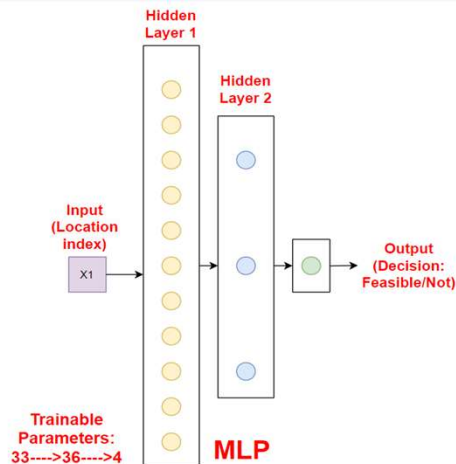 Hidden
Layer 1
Hidden
Layer 2
Input
(Location
index)
X1
Output
(Decision:
Feasible/Not)
Trainable
Parameters:
33---->36---->4
MLP